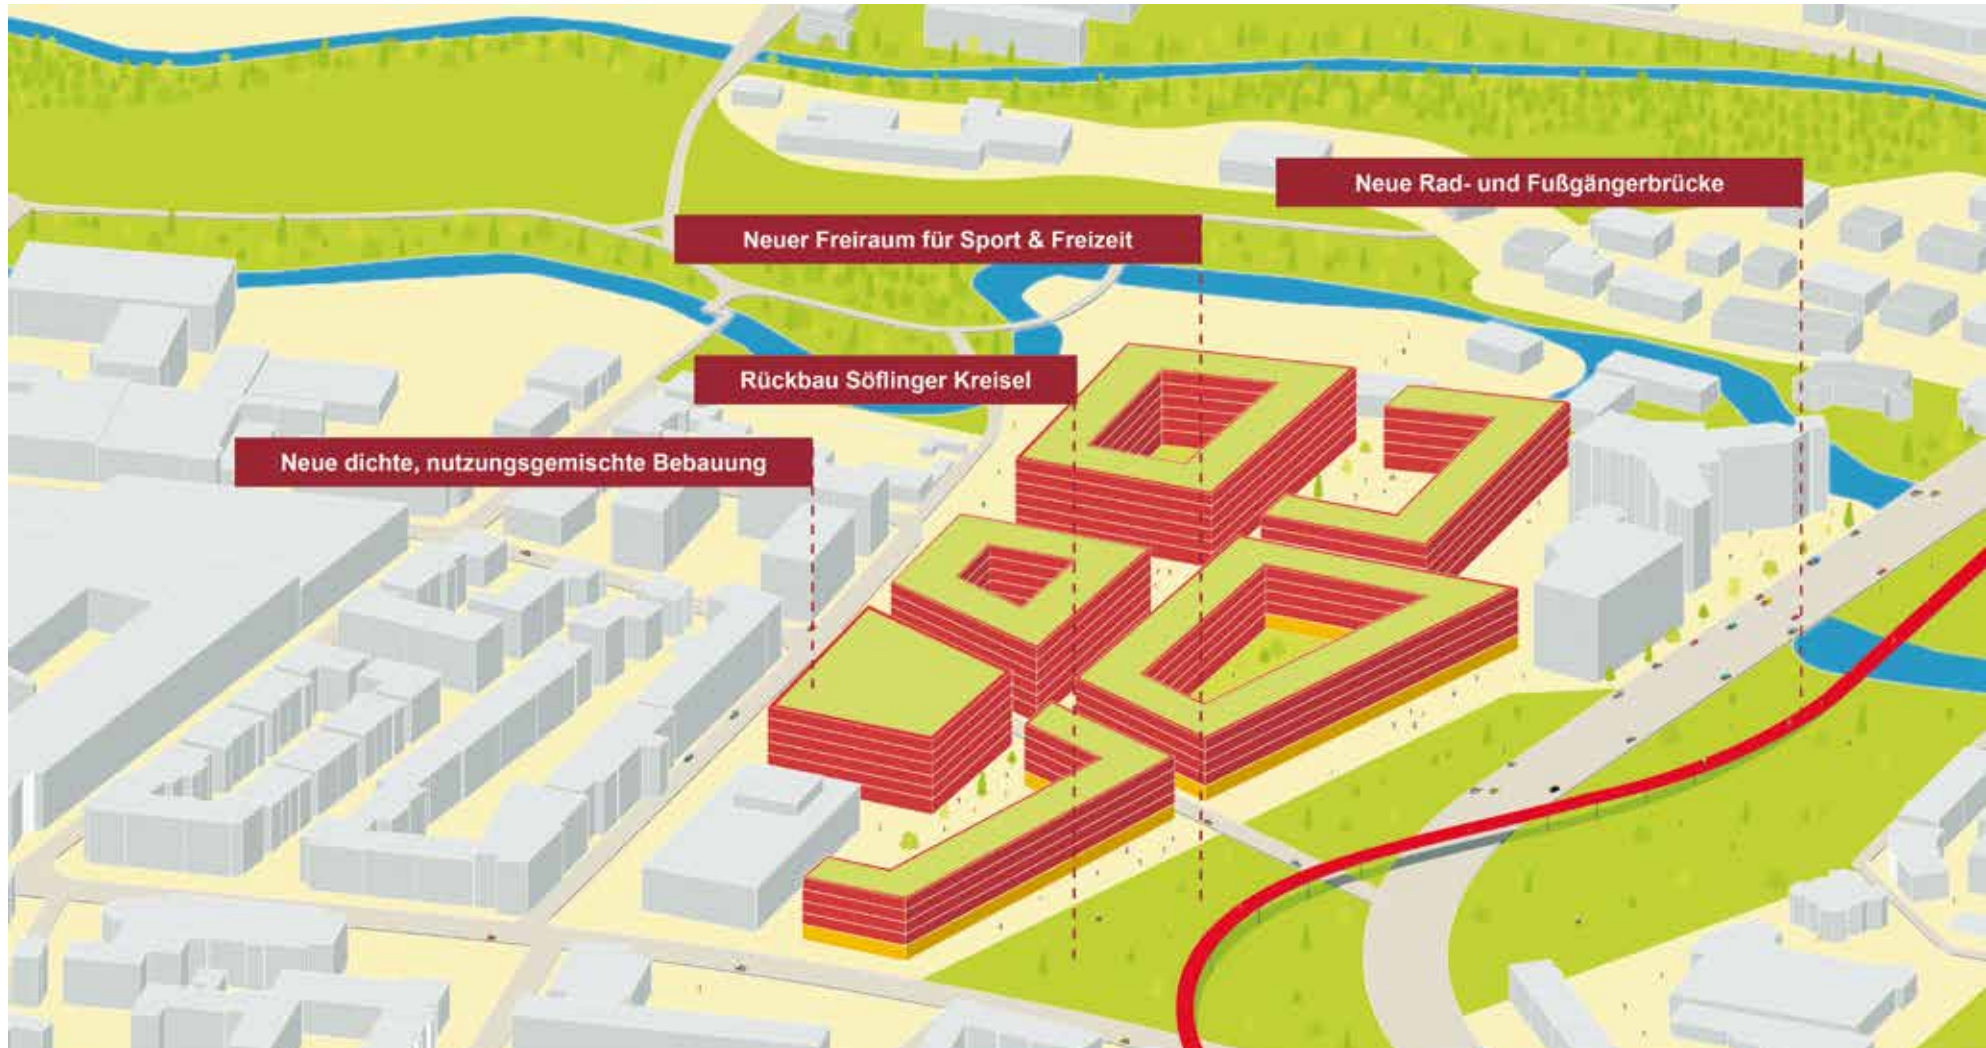 Neue Rad- und Fußgängerbrücke
Neuer Freiraum für Sport & Freizeit
Rückbau Söflinger Kreisel
Neue dichte, nutzungsgemischte Bebauung